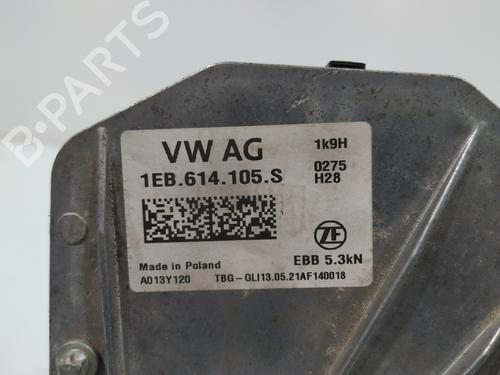 B-PARTS
VW AG 1k9H
1EB.614.105.S 0275
H28
ZF
EBB 5.3kN
Made in Poland
A013Y120 TBG-GLI13.05.21AF140018